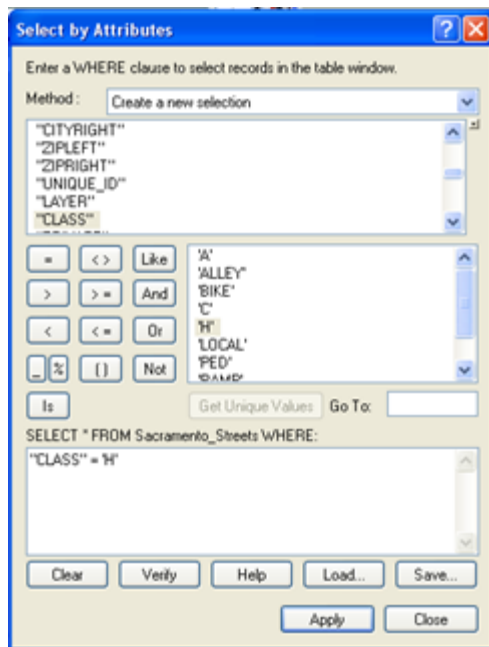 Select by Attributes
Enter a WHERE clause to select records in the table window.
Method : Create a new selection
"CITYRIGHT"
"ZIPLEFT"
"ZIPRIGHT"
"UNIQUE_ID"
"LAYER"
"CLASS"
= <> Like
> >= And
< <= Or
_ % () Not
Is
'A'
'ALLEY'
'BIKE'
'C'
'H'
'LOCAL'
'PED'
'RAMP'
Get Unique Values Go To:
SELECT * FROM Sacramento_Streets WHERE:
"CLASS" = 'H'
Clear Verify Help Load... Save...
Apply Close